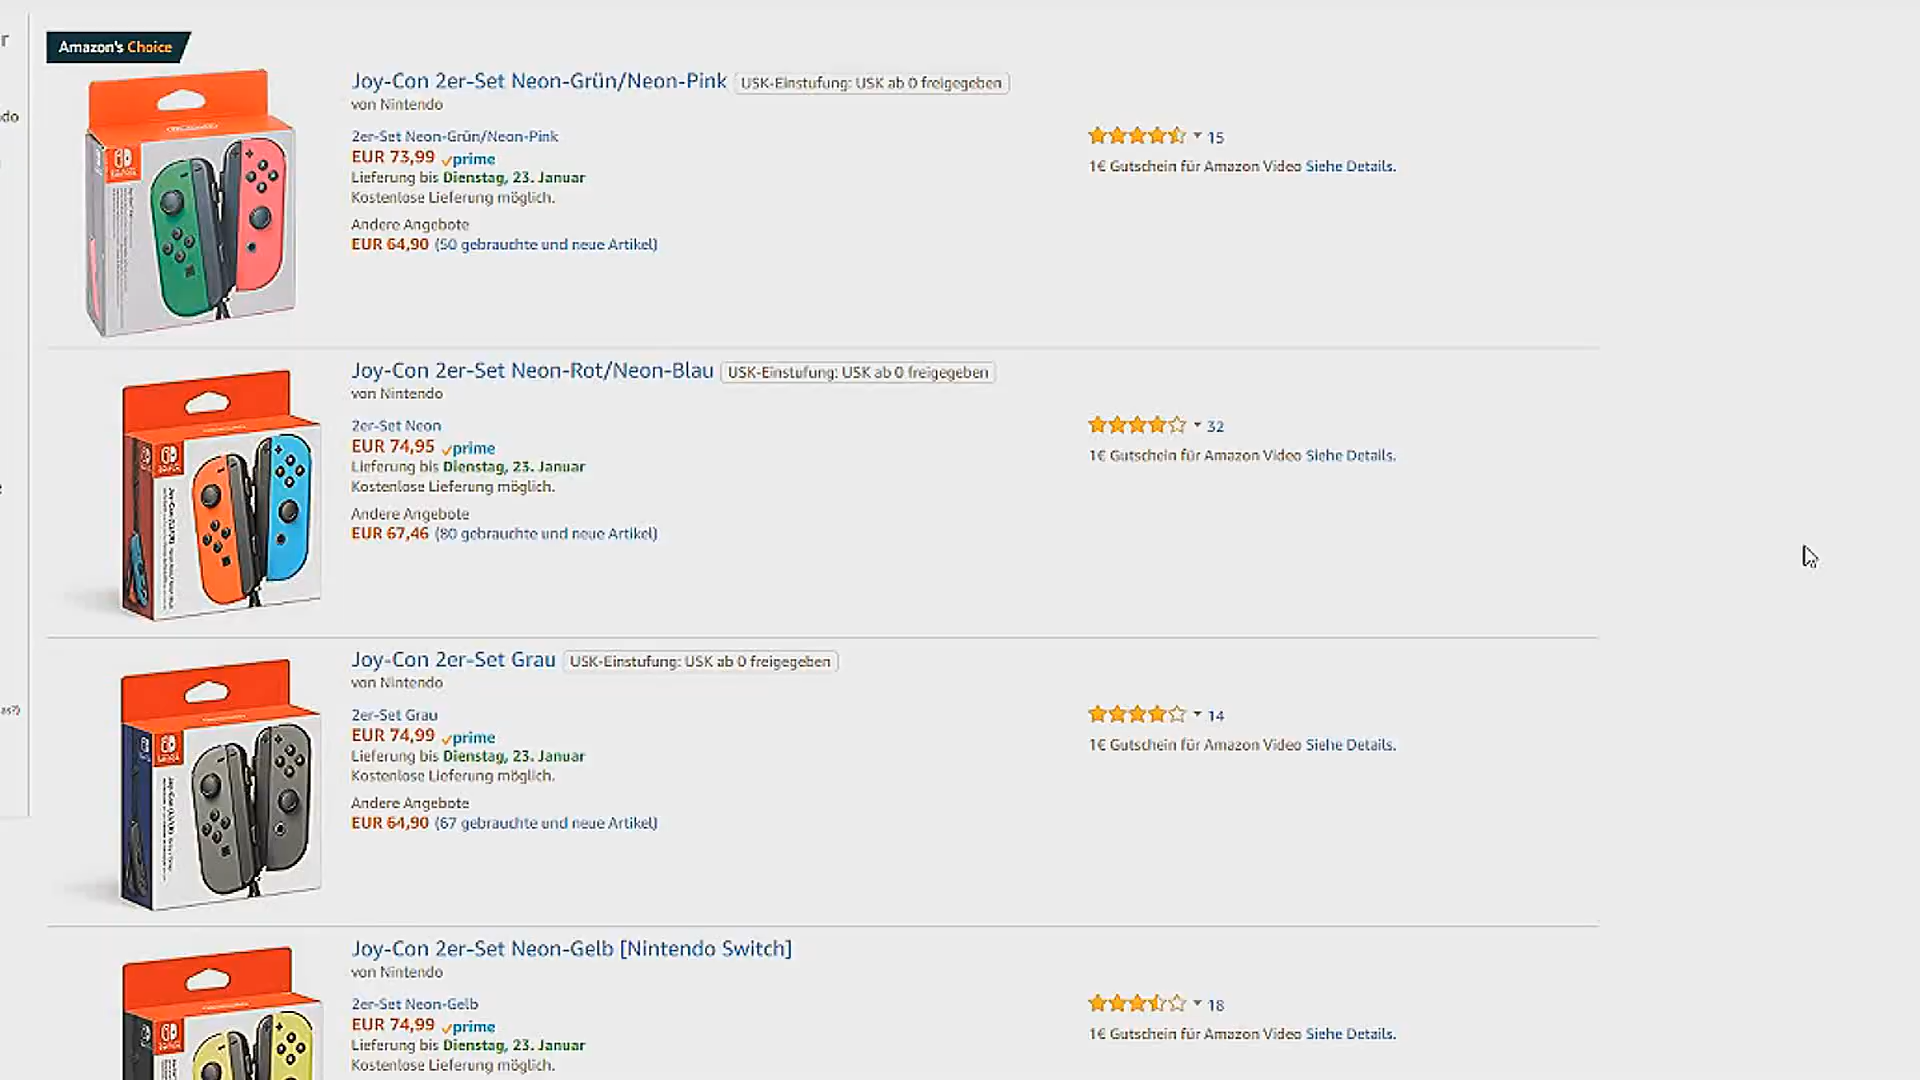 Amazon's Choice
Joy-Con 2er-Set Neon-Grün/Neon-Pink USK-Einstufung: USK ab 0 freigegeben
von Nintendo
2er-Set Neon-Grün/Neon-Pink
EUR 73,99 prime
Lieferung bis Dienstag, 23. Januar
Kostenlose Lieferung möglich.
Andere Angebote
EUR 64,90 (50 gebrauchte und neue Artikel)
15
1€ Gutschein für Amazon Video Siehe Details.
Joy-Con 2er-Set Neon-Rot/Neon-Blau USK-Einstufung: USK ab 0 freigegeben
von Nintendo
2er-Set Neon
EUR 74,95 prime
Lieferung bis Dienstag, 23. Januar
Kostenlose Lieferung möglich.
Andere Angebote
EUR 67,46 (80 gebrauchte und neue Artikel)
32
1€ Gutschein für Amazon Video Siehe Details.
Joy-Con 2er-Set Grau USK-Einstufung: USK ab 0 freigegeben
von Nintendo
2er-Set Grau
EUR 74,99 prime
Lieferung bis Dienstag, 23. Januar
Kostenlose Lieferung möglich.
Andere Angebote
EUR 64,90 (67 gebrauchte und neue Artikel)
14
1€ Gutschein für Amazon Video Siehe Details.
Joy-Con 2er-Set Neon-Gelb [Nintendo Switch]
von Nintendo
2er-Set Neon-Gelb
EUR 74,99 prime
Lieferung bis Dienstag, 23. Januar
Kostenlose Lieferung möglich.
18
1€ Gutschein für Amazon Video Siehe Details.